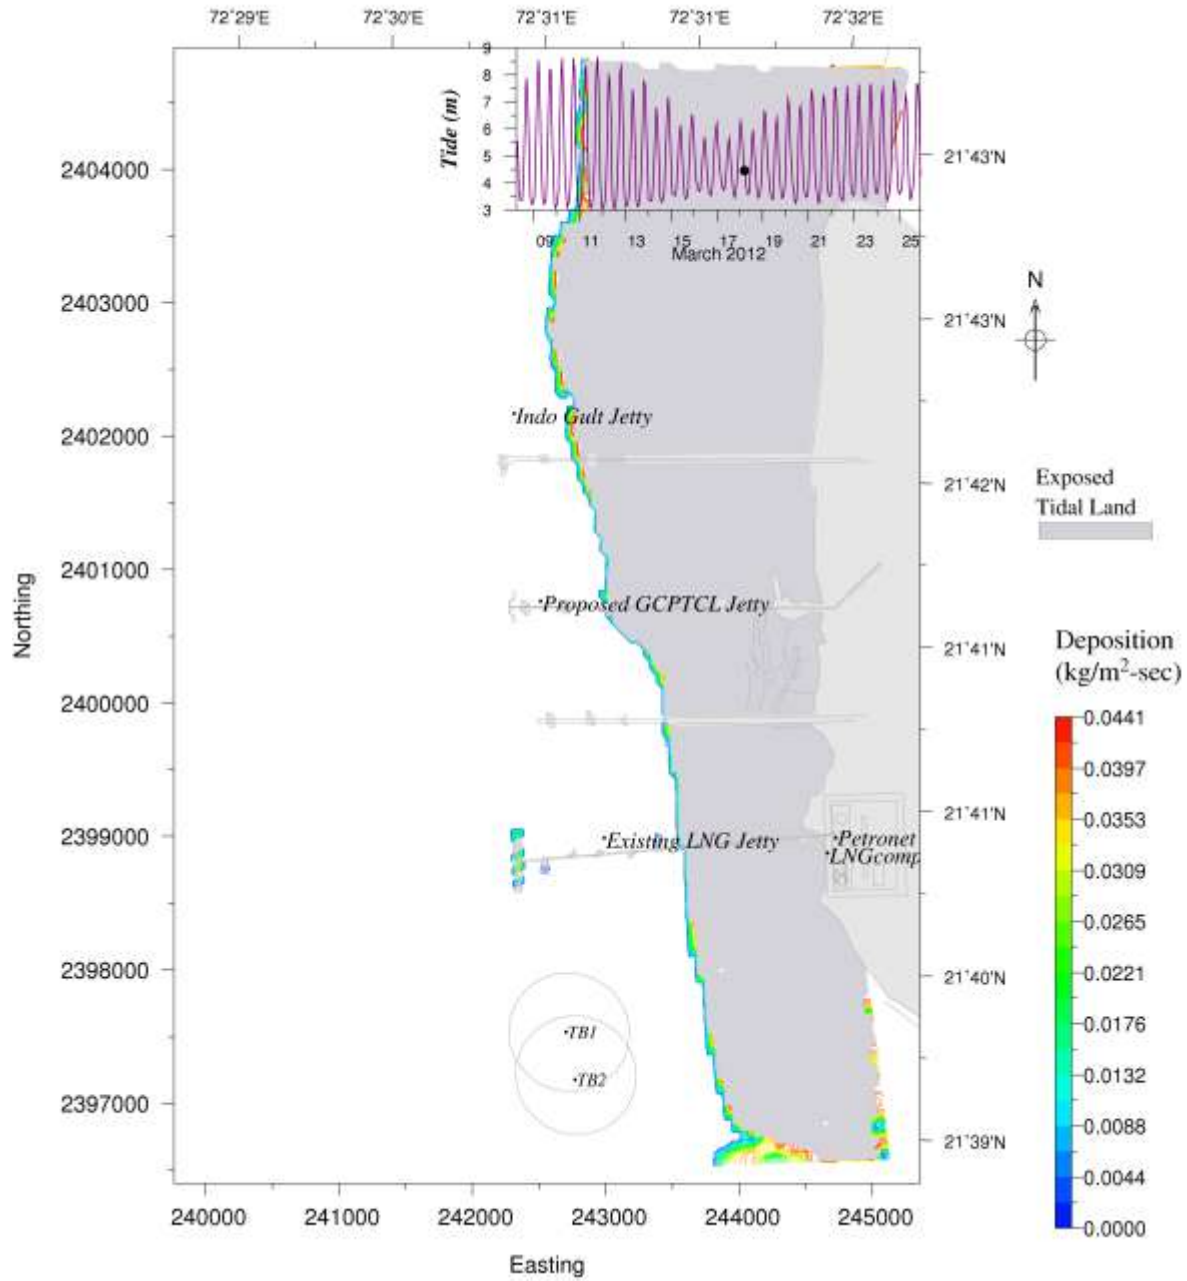 72°29'E 72°30'E 72°31'E 72°31'E 72°32'E
9
8
7
6
5
4
3
Tide (m)
09 11 13 15 17 19 21 23 25
March 2012
2404000
2403000
2402000
2401000
2400000
2399000
2398000
2397000
Northing
21°43'N
21°43'N
21°42'N
21°41'N
21°41'N
21°40'N
21°39'N
N
Indo Gult Jetty
Proposed GCPTCL Jetty
Existing LNG Jetty
Petronet
LNGcomp
TB1
TB2
Exposed
Tidal Land
Deposition
(kg/m²-sec)
0.0441
0.0397
0.0353
0.0309
0.0265
0.0221
0.0176
0.0132
0.0088
0.0044
0.0000
240000 241000 242000 243000 244000 245000
Easting